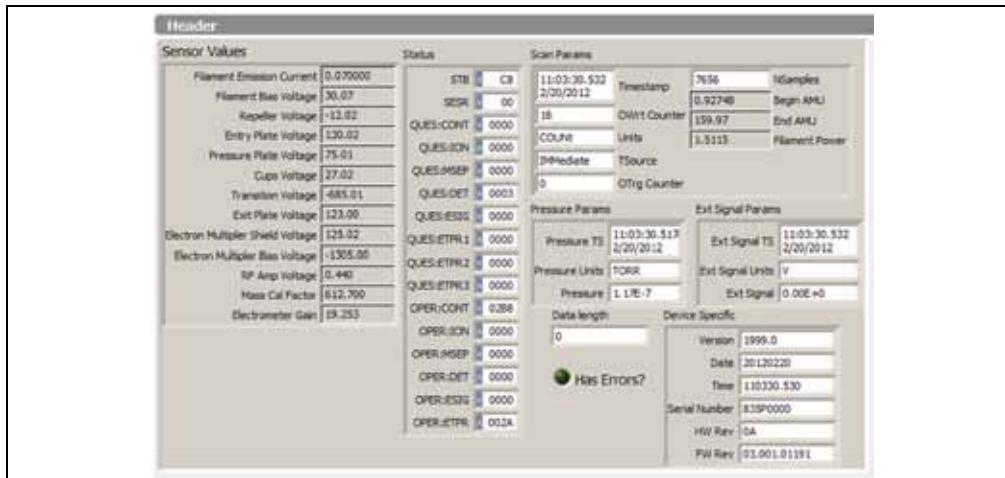 Header
Sensor Values
Filament Emission Current 0.070000
Filament Bias Voltage 30.07
Repeller Voltage -12.02
Entry Plate Voltage 130.02
Pressure Plate Voltage 75.01
Cups Voltage 27.02
Transition Voltage -685.01
Exit Plate Voltage 123.00
Electron Multipler Shield Voltage 125.02
Electron Multipler Bias Voltage -1305.00
RF Amp Voltage 0.440
Mass Cal Factor 612.700
Electrometer Gain 19.253
Status
STB CB
SESR 00
QUES:CONT 0000
QUES:ION 0000
QUES:MSEP 0000
QUES:DET 0003
QUES:ESIG 0000
QUES:ETPR1 0000
QUES:ETPR2 0000
QUES:ETPR3 0000
OPER:CONT 02B8
OPER:ION 0000
OPER:MSEP 0000
OPER:DET 0000
OPER:ESIG 0000
OPER:ETPR 002A
Scan Params
11:03:30.532
2/20/2012 Timestamp
18 OWrt Counter
COUNt Units
IMMediate TSource
0 OTrg Counter
7656 NSamples
0.92748 Begin AMU
159.97 End AMU
1.5115 Filament Power
Pressure Params
Pressure TS 11:03:30.517
2/20/2012
Pressure Units TORR
Pressure 1.17E-7
Ext Signal Params
Ext Signal TS 11:03:30.532
2/20/2012
Ext Signal Units V
Ext Signal 0.00E+0
Data length
0
Has Errors?
Device Specific
Version 1999.0
Date 20120220
Time 110330.530
Serial Number 835P0000
HW Rev 0A
FW Rev 03.001.01191